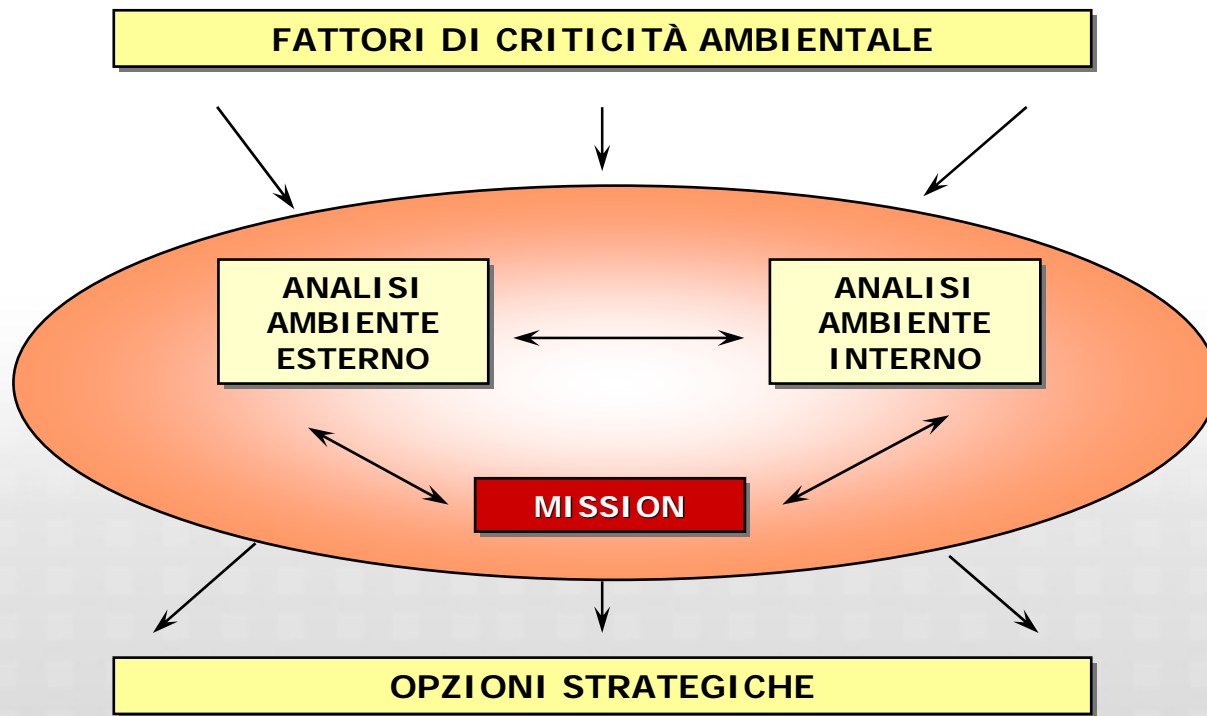 FATTORI DI CRITICITÀ AMBIENTALE
ANALISI
AMBIENTE
ESTERNO
ANALISI
AMBIENTE
INTERNO
MISSION
OPZIONI STRATEGICHE